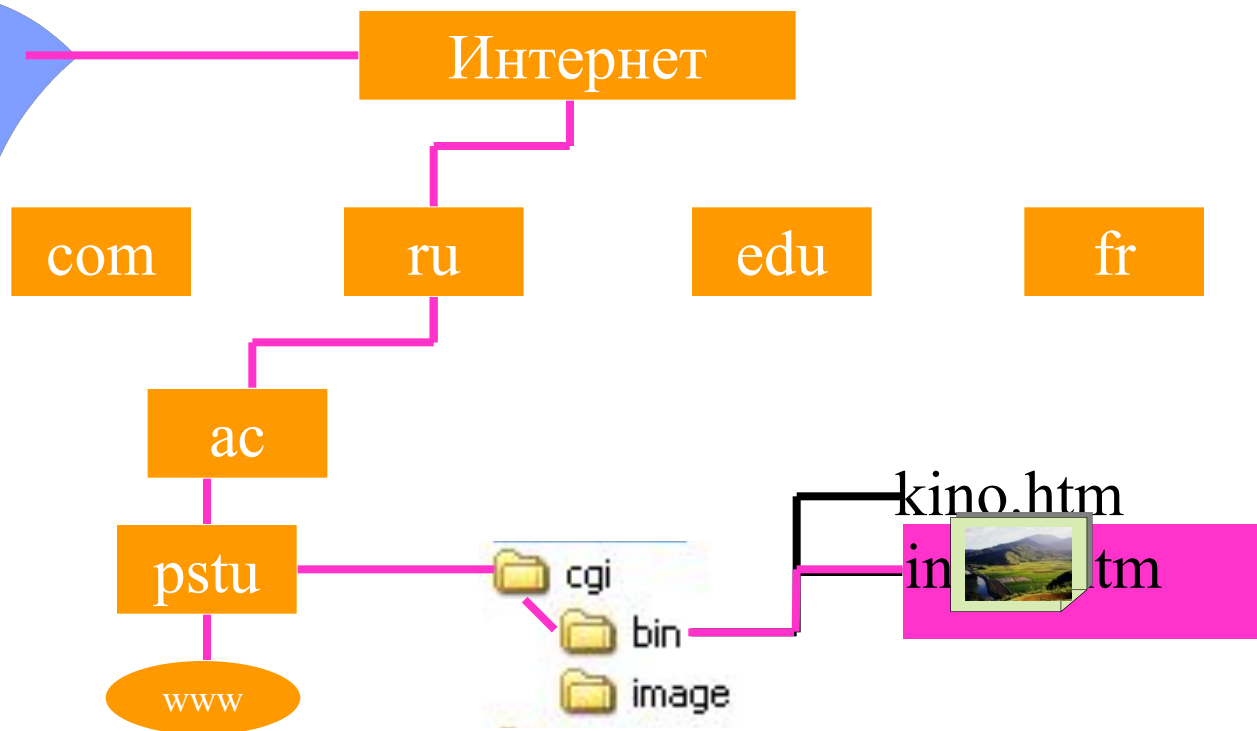 Интернет
com
ru
edu
fr
ac
kino.htm
pstu
cgi
bin
image
www